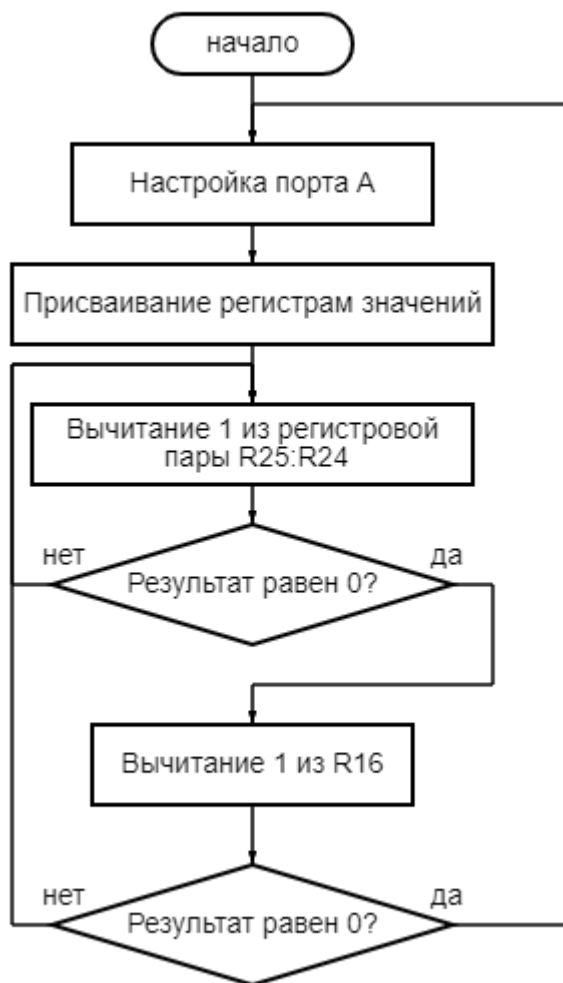 начало
Настройка порта А
Присваивание регистрам значений
Вычитание 1 из регистровой
пары R25:R24
нет
да
Результат равен 0?
Вычитание 1 из R16
нет
да
Результат равен 0?